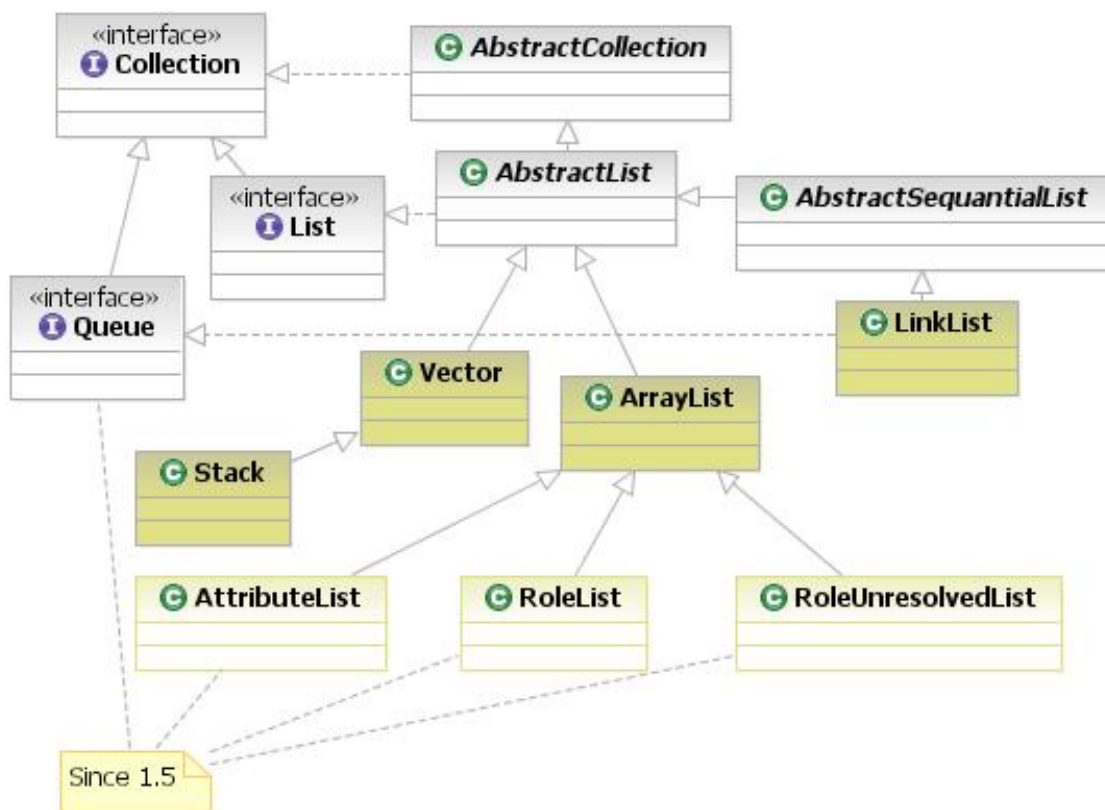 «interface»
Collection
AbstractCollection
«interface»
List
AbstractList
AbstractSequantialList
«interface»
Queue
LinkList
Vector
ArrayList
Stack
AttributeList
RoleList
RoleUnresolvedList
Since 1.5